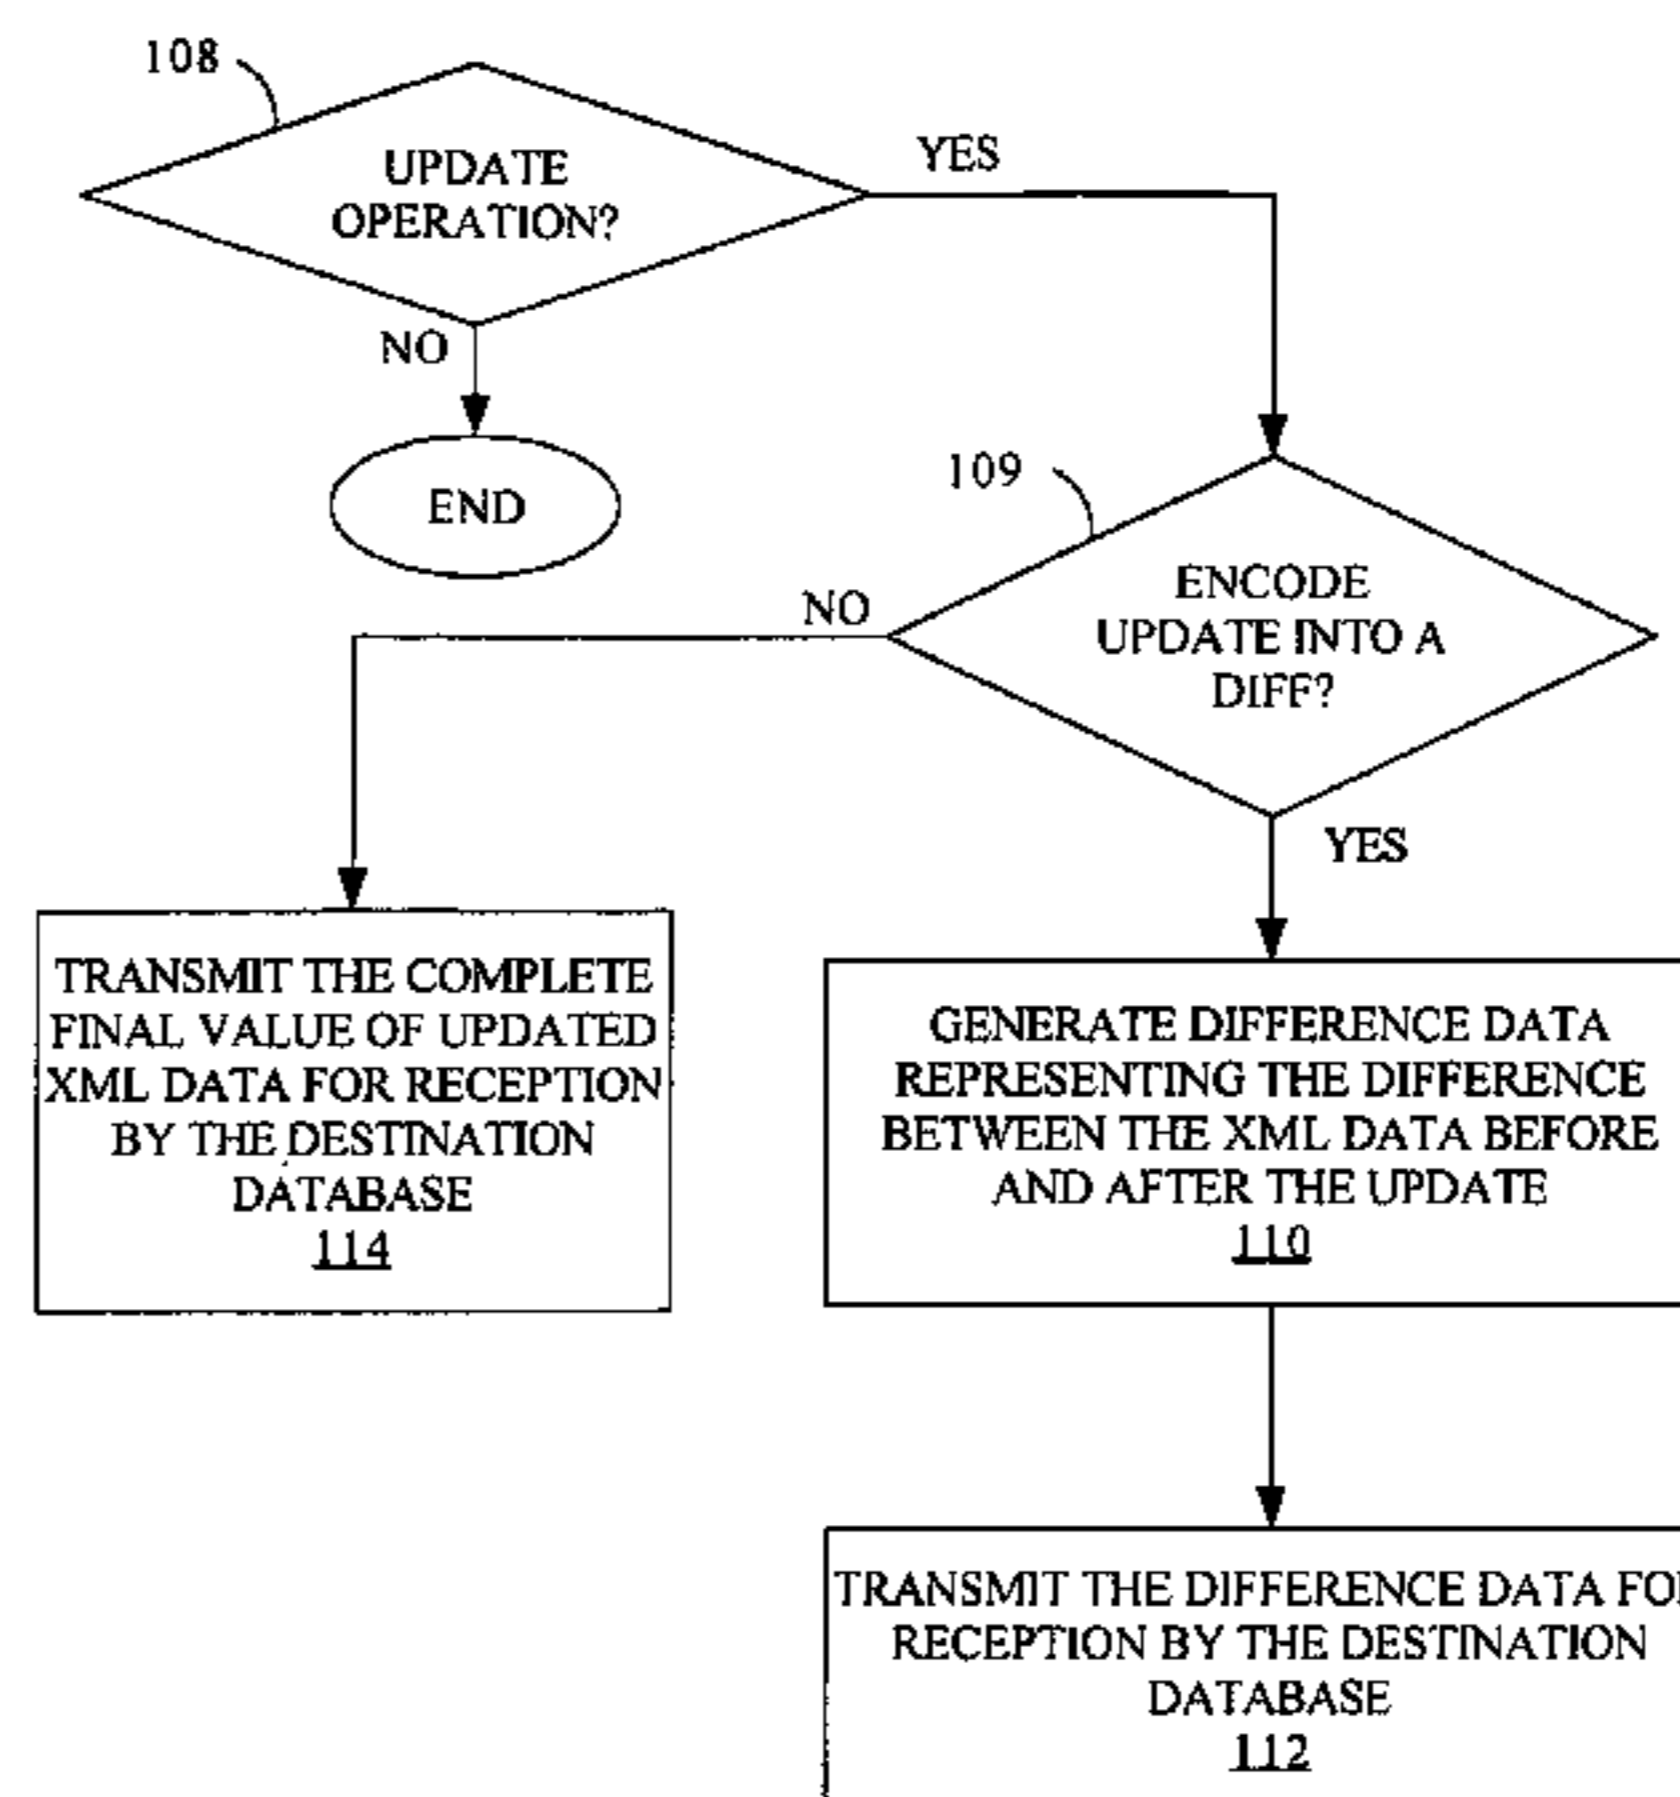 108
UPDATE
OPERATION?
YES
NO
END
109
ENCODE
UPDATE INTO A
DIFF?
NO
YES
TRANSMIT THE COMPLETE
FINAL VALUE OF UPDATED
XML DATA FOR RECEPTION
BY THE DESTINATION
DATABASE
114
GENERATE DIFFERENCE DATA
REPRESENTING THE DIFFERENCE
BETWEEN THE XML DATA BEFORE
AND AFTER THE UPDATE
110
TRANSMIT THE DIFFERENCE DATA FOR
RECEPTION BY THE DESTINATION
DATABASE
112